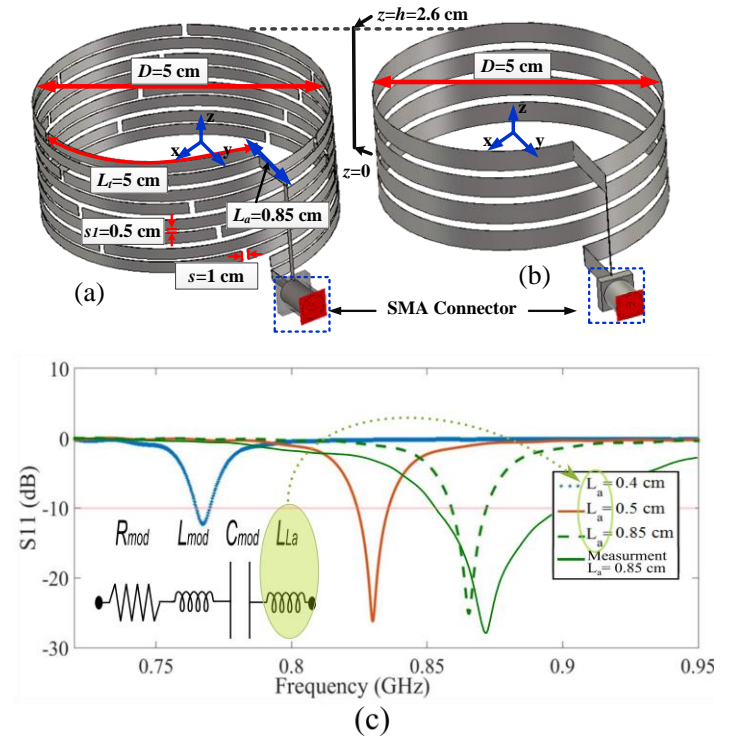 z=h=2.6 cm
D=5 cm
D=5 cm
z
x
y
z
x
y
z=0
Lt=5 cm
La=0.85 cm
s1=0.5 cm
s=1 cm
(a)
(b)
SMA Connector
10
0
-10
-20
-30
S11 (dB)
La= 0.4 cm
La= 0.5 cm
La= 0.85 cm
Measurment
La= 0.85 cm
Rmod Lmod Cmod LLa
0.75 0.8 0.85 0.9 0.95
Frequency (GHz)
(c)